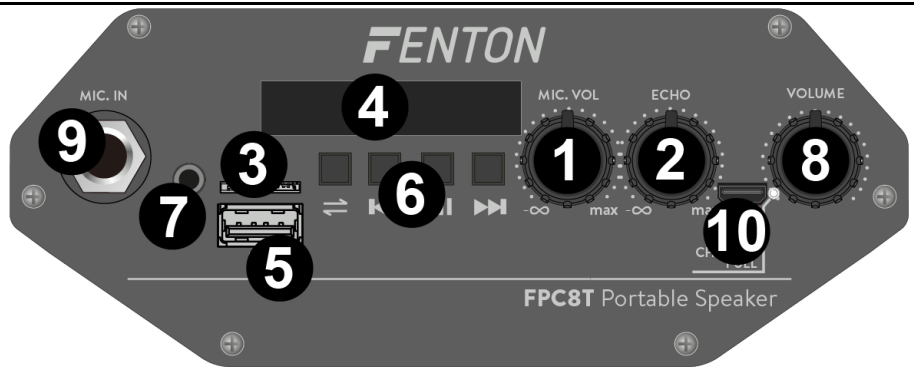 FENTON
MIC. IN
4
MIC. VOL
ECHO
VOLUME
9
3
1
2
8
7
6
-∞ max
-∞
10
5
FPC8T Portable Speaker